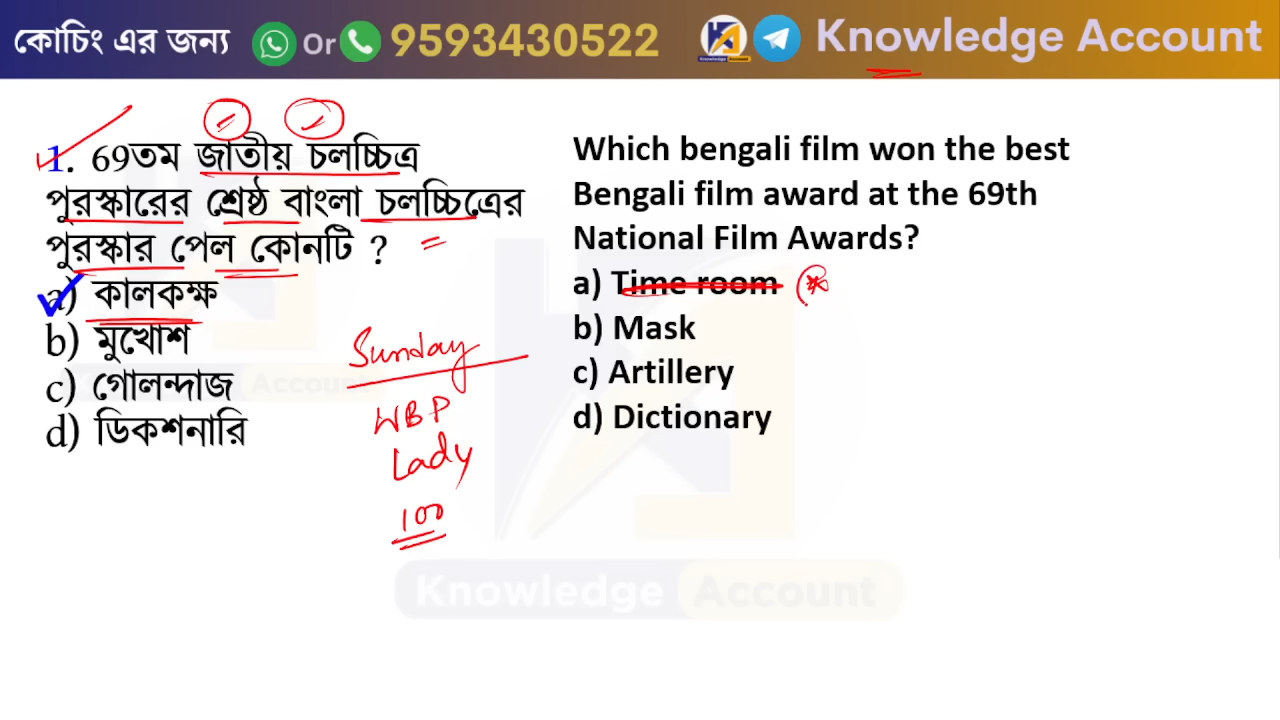 কোচিং এর জন্য Or 9593430522 Knowledge Account
1. 69তম জাতীয় চলচ্চিত্র
পুরস্কারের শ্রেষ্ঠ বাংলা চলচ্চিত্রের
পুরস্কার পেল কোনটি ?
a) কালকক্ষ
b) মুখোশ
c) গোলন্দাজ
d) ডিকশনারি
Sunday
WBP
Lady
100
Which bengali film won the best
Bengali film award at the 69th
National Film Awards?
a) Time room
b) Mask
c) Artillery
d) Dictionary
Knowledge Account
Knowledge Account